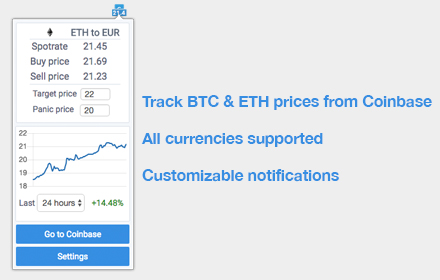 21.4
ETH to EUR
Spotrate 21.45
Buy price 21.69
Sell price 21.23
Target price 22
Panic price 20
22
21
20
19
18
Last 24 hours +14.48%
Go to Coinbase
Settings
Track BTC & ETH prices from Coinbase
All currencies supported
Customizable notifications